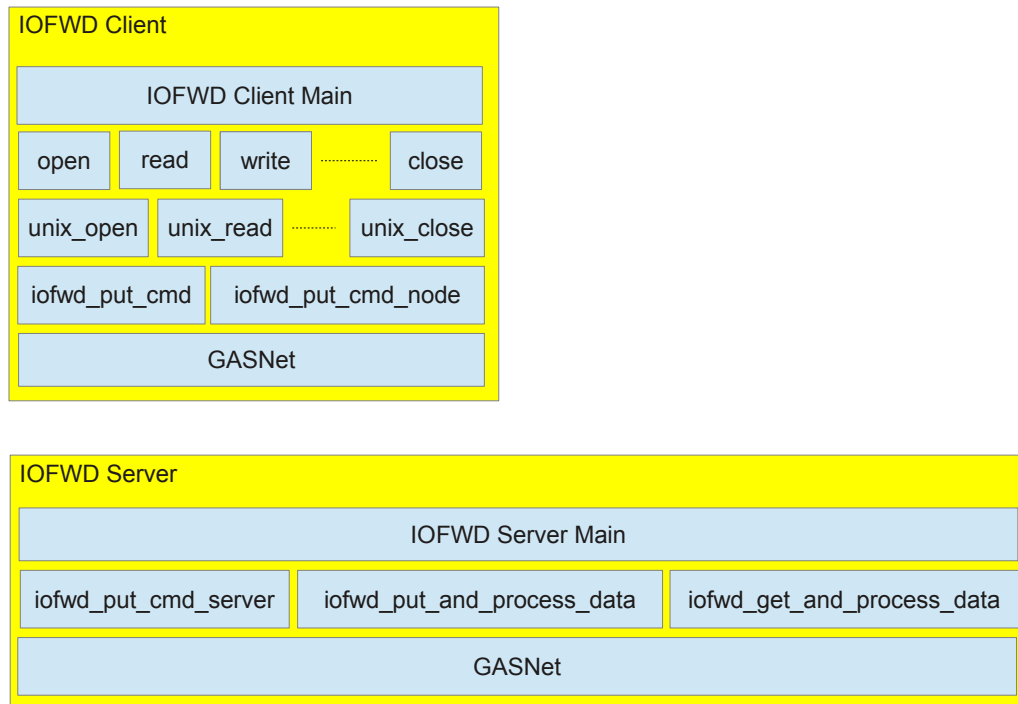 IOFWD Client
IOFWD Client Main
open read write close
unix_open unix_read unix_close
iofwd_put_cmd iofwd_put_cmd_node
GASNet
IOFWD Server
IOFWD Server Main
iofwd_put_cmd_server iofwd_put_and_process_data iofwd_get_and_process_data
GASNet